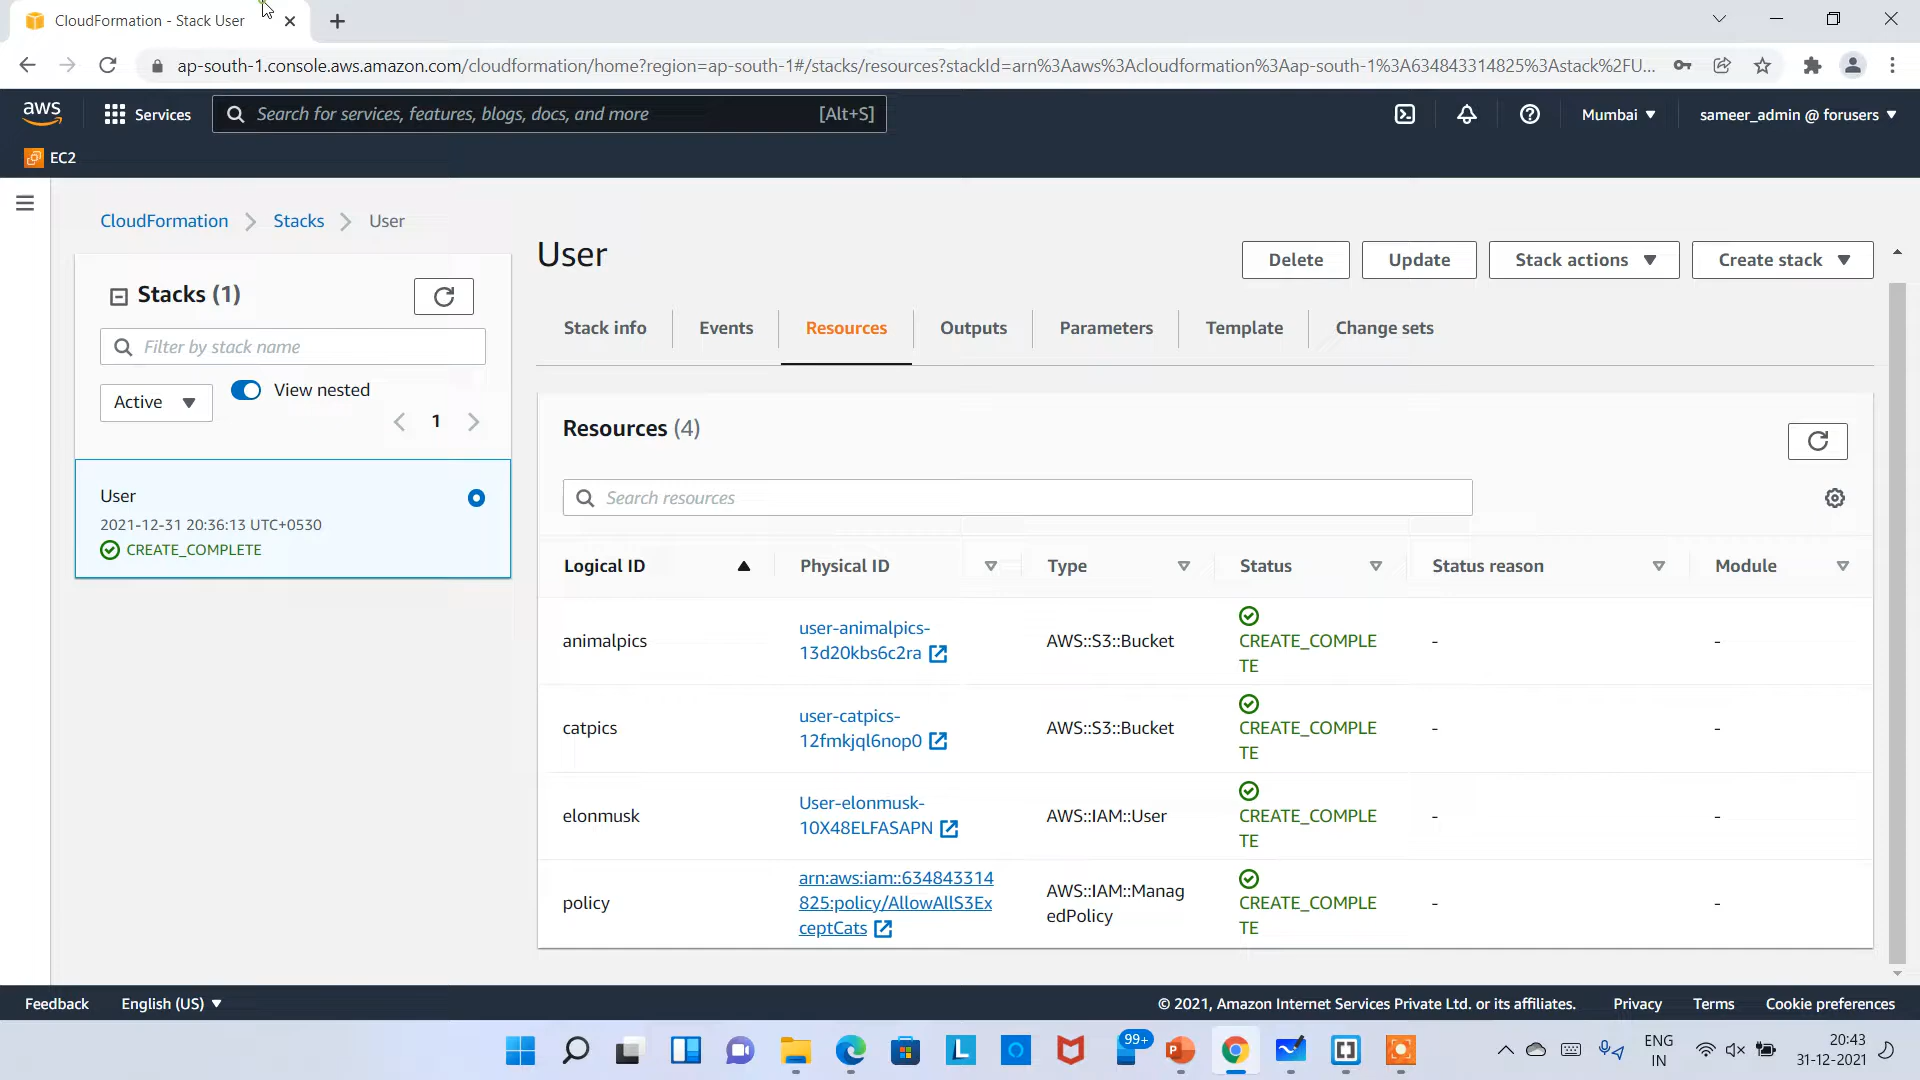 CloudFormation - Stack User
ap-south-1.console.aws.amazon.com/cloudformation/home?region=ap-south-1#/stacks/resources?stackId=arn%3Aaws%3Acloudformation%3Aap-south-1%3A634843314825%3Astack%2FU...
aws
Services
Search for services, features, blogs, docs, and more
[Alt+S]
Mumbai
sameer_admin @ forusers
EC2
CloudFormation
Stacks
User
Stacks (1)
Filter by stack name
Active
View nested
1
User
2021-12-31 20:36:13 UTC+0530
CREATE_COMPLETE
User
Delete
Update
Stack actions
Create stack
Stack info
Events
Resources
Outputs
Parameters
Template
Change sets
Resources (4)
Search resources
Logical ID
Physical ID
Type
Status
Status reason
Module
animalpics
user-animalpics-
13d20kbs6c2ra
AWS::S3::Bucket
CREATE_COMPLE
TE
-
-
catpics
user-catpics-
12fmkjql6nop0
AWS::S3::Bucket
CREATE_COMPLE
TE
-
-
elonmusk
User-elonmusk-
10X48ELFASAPN
AWS::IAM::User
CREATE_COMPLE
TE
-
-
policy
arn:aws:iam::634843314
825:policy/AllowAllS3Ex
ceptCats
AWS::IAM::Manag
edPolicy
CREATE_COMPLE
TE
-
-
Feedback
English (US)
© 2021, Amazon Internet Services Private Ltd. or its affiliates.
Privacy
Terms
Cookie preferences
L
99+
P
ENG
IN
20:43
31-12-2021